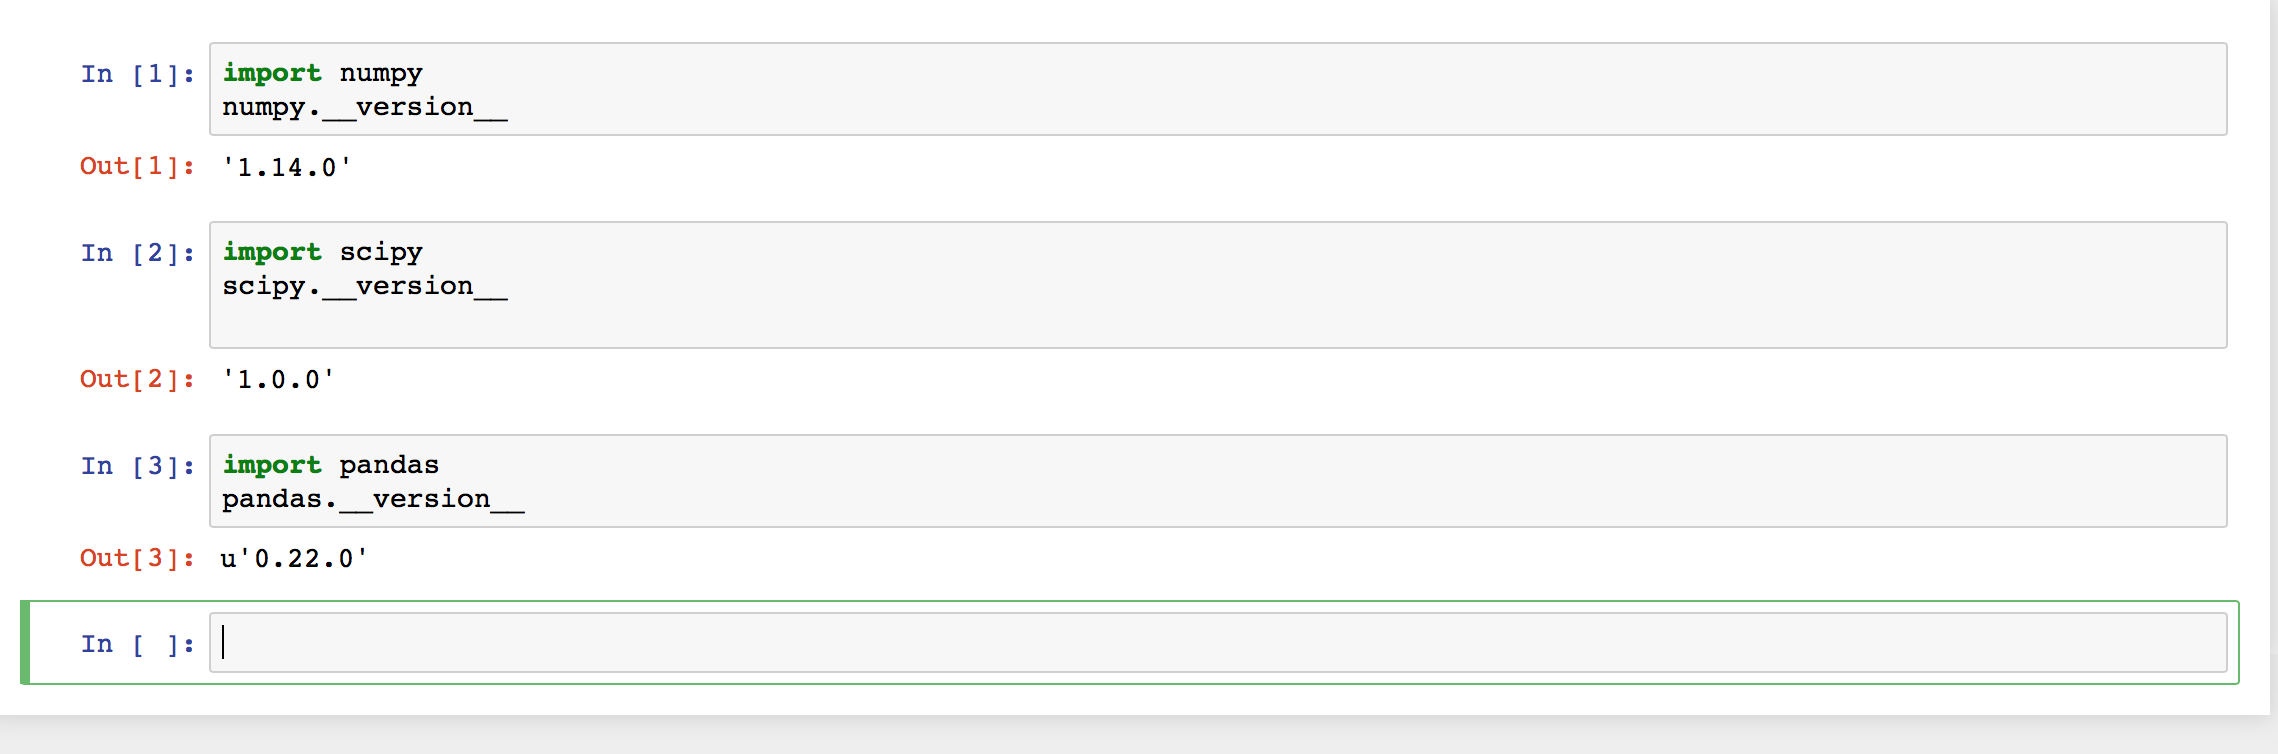 In [1]: import numpy
numpy.__version__
Out[1]: '1.14.0'
In [2]: import scipy
scipy.__version__
Out[2]: '1.0.0'
In [3]: import pandas
pandas.__version__
Out[3]: u'0.22.0'
In [ ]: